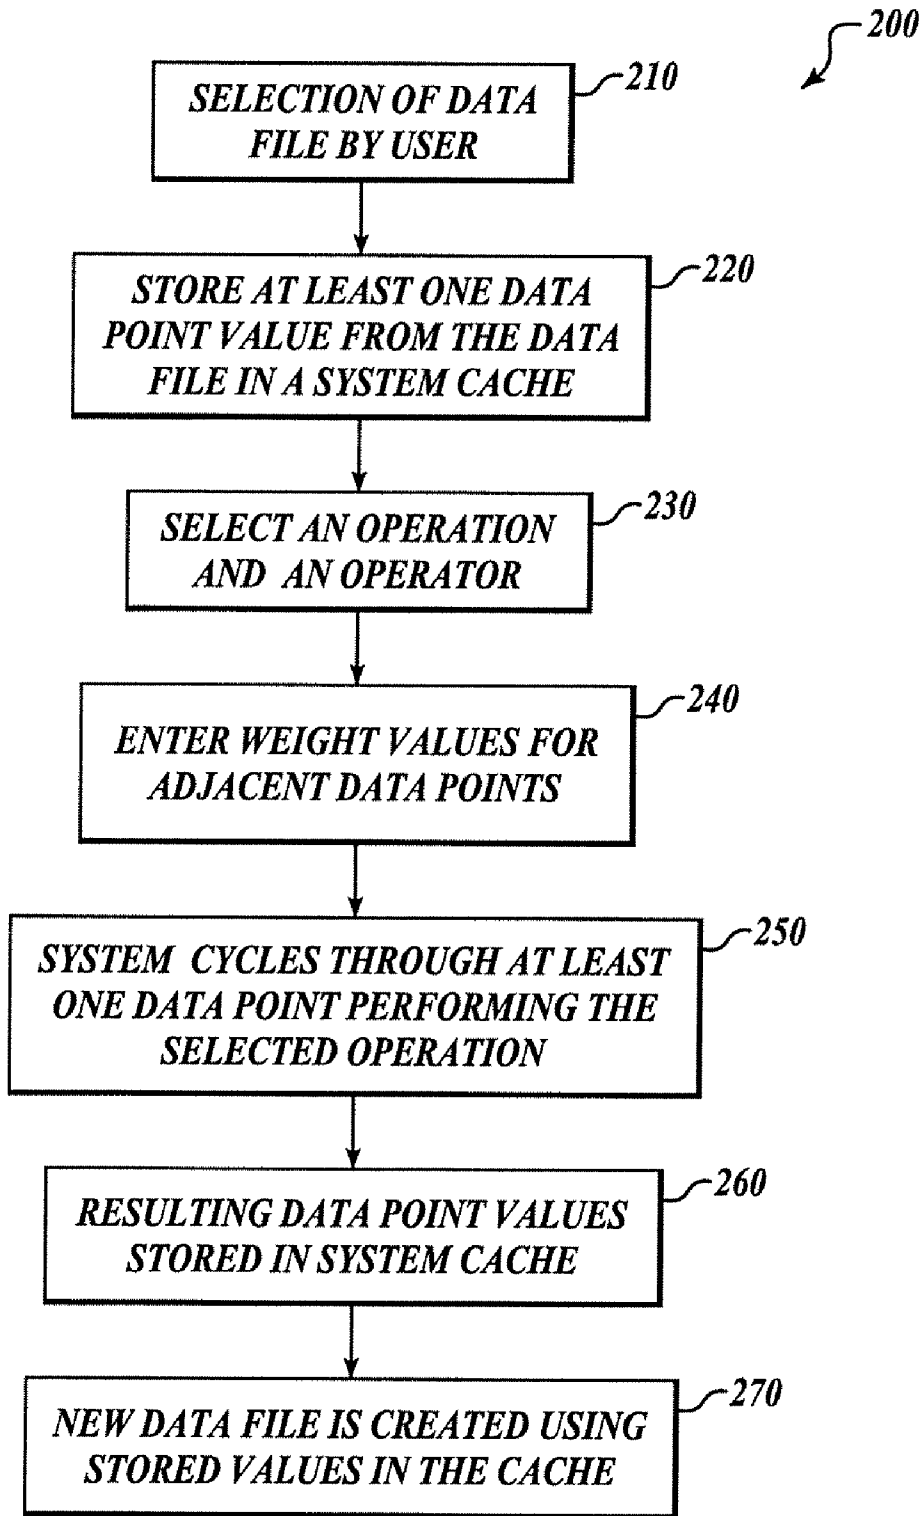 200
210
SELECTION OF DATA
FILE BY USER
220
STORE AT LEAST ONE DATA
POINT VALUE FROM THE DATA
FILE IN A SYSTEM CACHE
230
SELECT AN OPERATION
AND AN OPERATOR
240
ENTER WEIGHT VALUES FOR
ADJACENT DATA POINTS
250
SYSTEM CYCLES THROUGH AT LEAST
ONE DATA POINT PERFORMING THE
SELECTED OPERATION
260
RESULTING DATA POINT VALUES
STORED IN SYSTEM CACHE
270
NEW DATA FILE IS CREATED USING
STORED VALUES IN THE CACHE